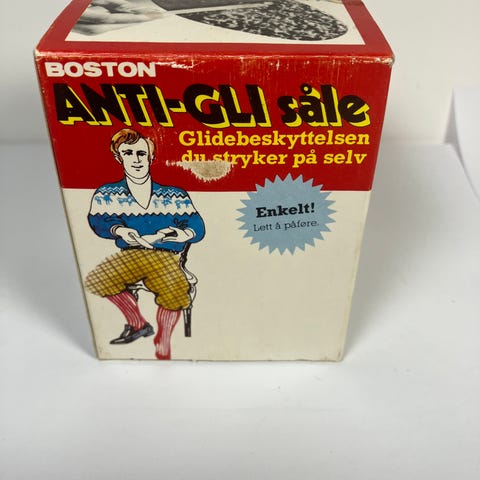 BOSTON
ANTI-GLI såle
Glidebeskyttelsen
du stryker på selv
Enkelt!
Lett å påføre.